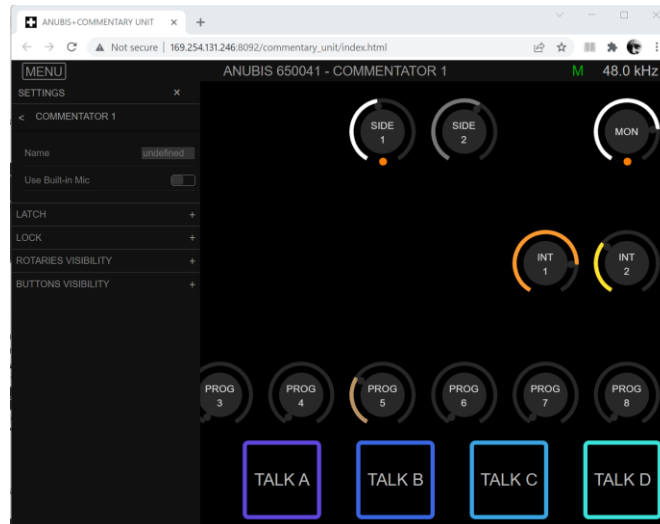 ANUBIS+COMMENTARY UNIT
Not secure | 169.254.131.246:8092/commentary_unit/index.html
MENU
ANUBIS 650041 - COMMENTATOR 1
M
48.0 kHz
SETTINGS ×
< COMMENTATOR 1
Name undefined
Use Built-in Mic
LATCH +
LOCK +
ROTARIES VISIBILITY +
BUTTONS VISIBILITY +
SIDE
1
SIDE
2
MON
INT
1
INT
2
PROG
3
PROG
4
PROG
5
PROG
6
PROG
7
PROG
8
TALK A
TALK B
TALK C
TALK D